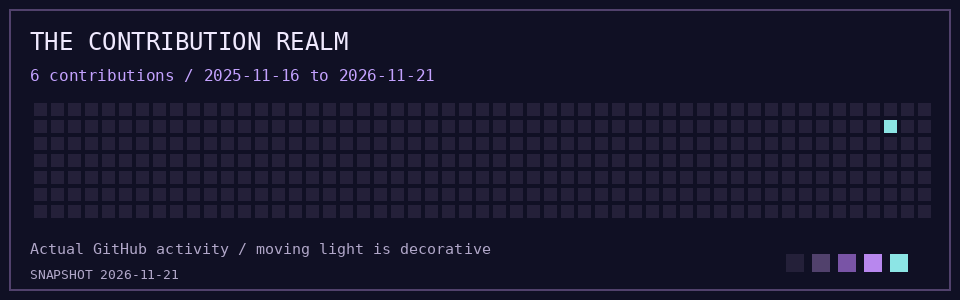 THE CONTRIBUTION REALM
6 contributions / 2025-11-16 to 2026-11-21
Actual GitHub activity / moving light is decorative
SNAPSHOT 2026-11-21